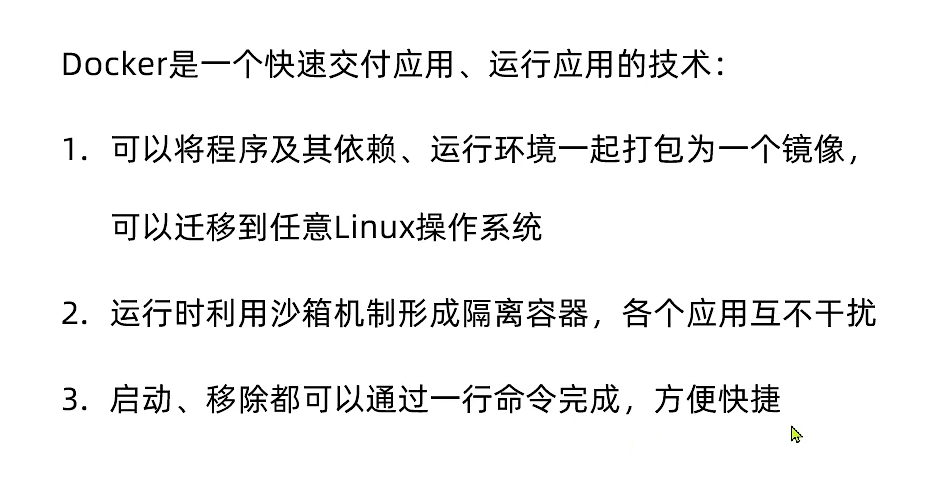 Docker是一个快速交付应用、运行应用的技术：
1. 可以将程序及其依赖、运行环境一起打包为一个镜像，
可以迁移到任意Linux操作系统
2. 运行时利用沙箱机制形成隔离容器，各个应用互不干扰
3. 启动、移除都可以通过一行命令完成，方便快捷